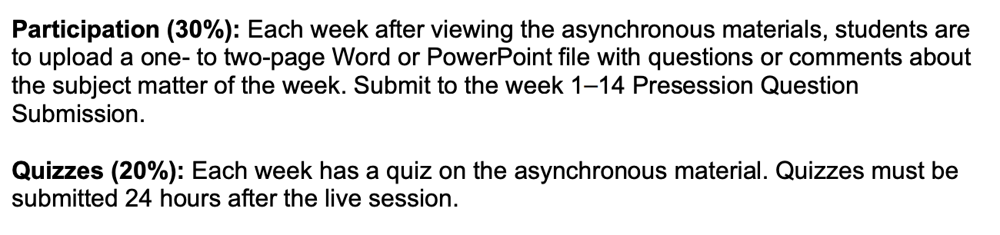 Participation (30%): Each week after viewing the asynchronous materials, students are
to upload a one- to two-page Word or PowerPoint file with questions or comments about
the subject matter of the week. Submit to the week 1–14 Presession Question
Submission.
Quizzes (20%): Each week has a quiz on the asynchronous material. Quizzes must be
submitted 24 hours after the live session.